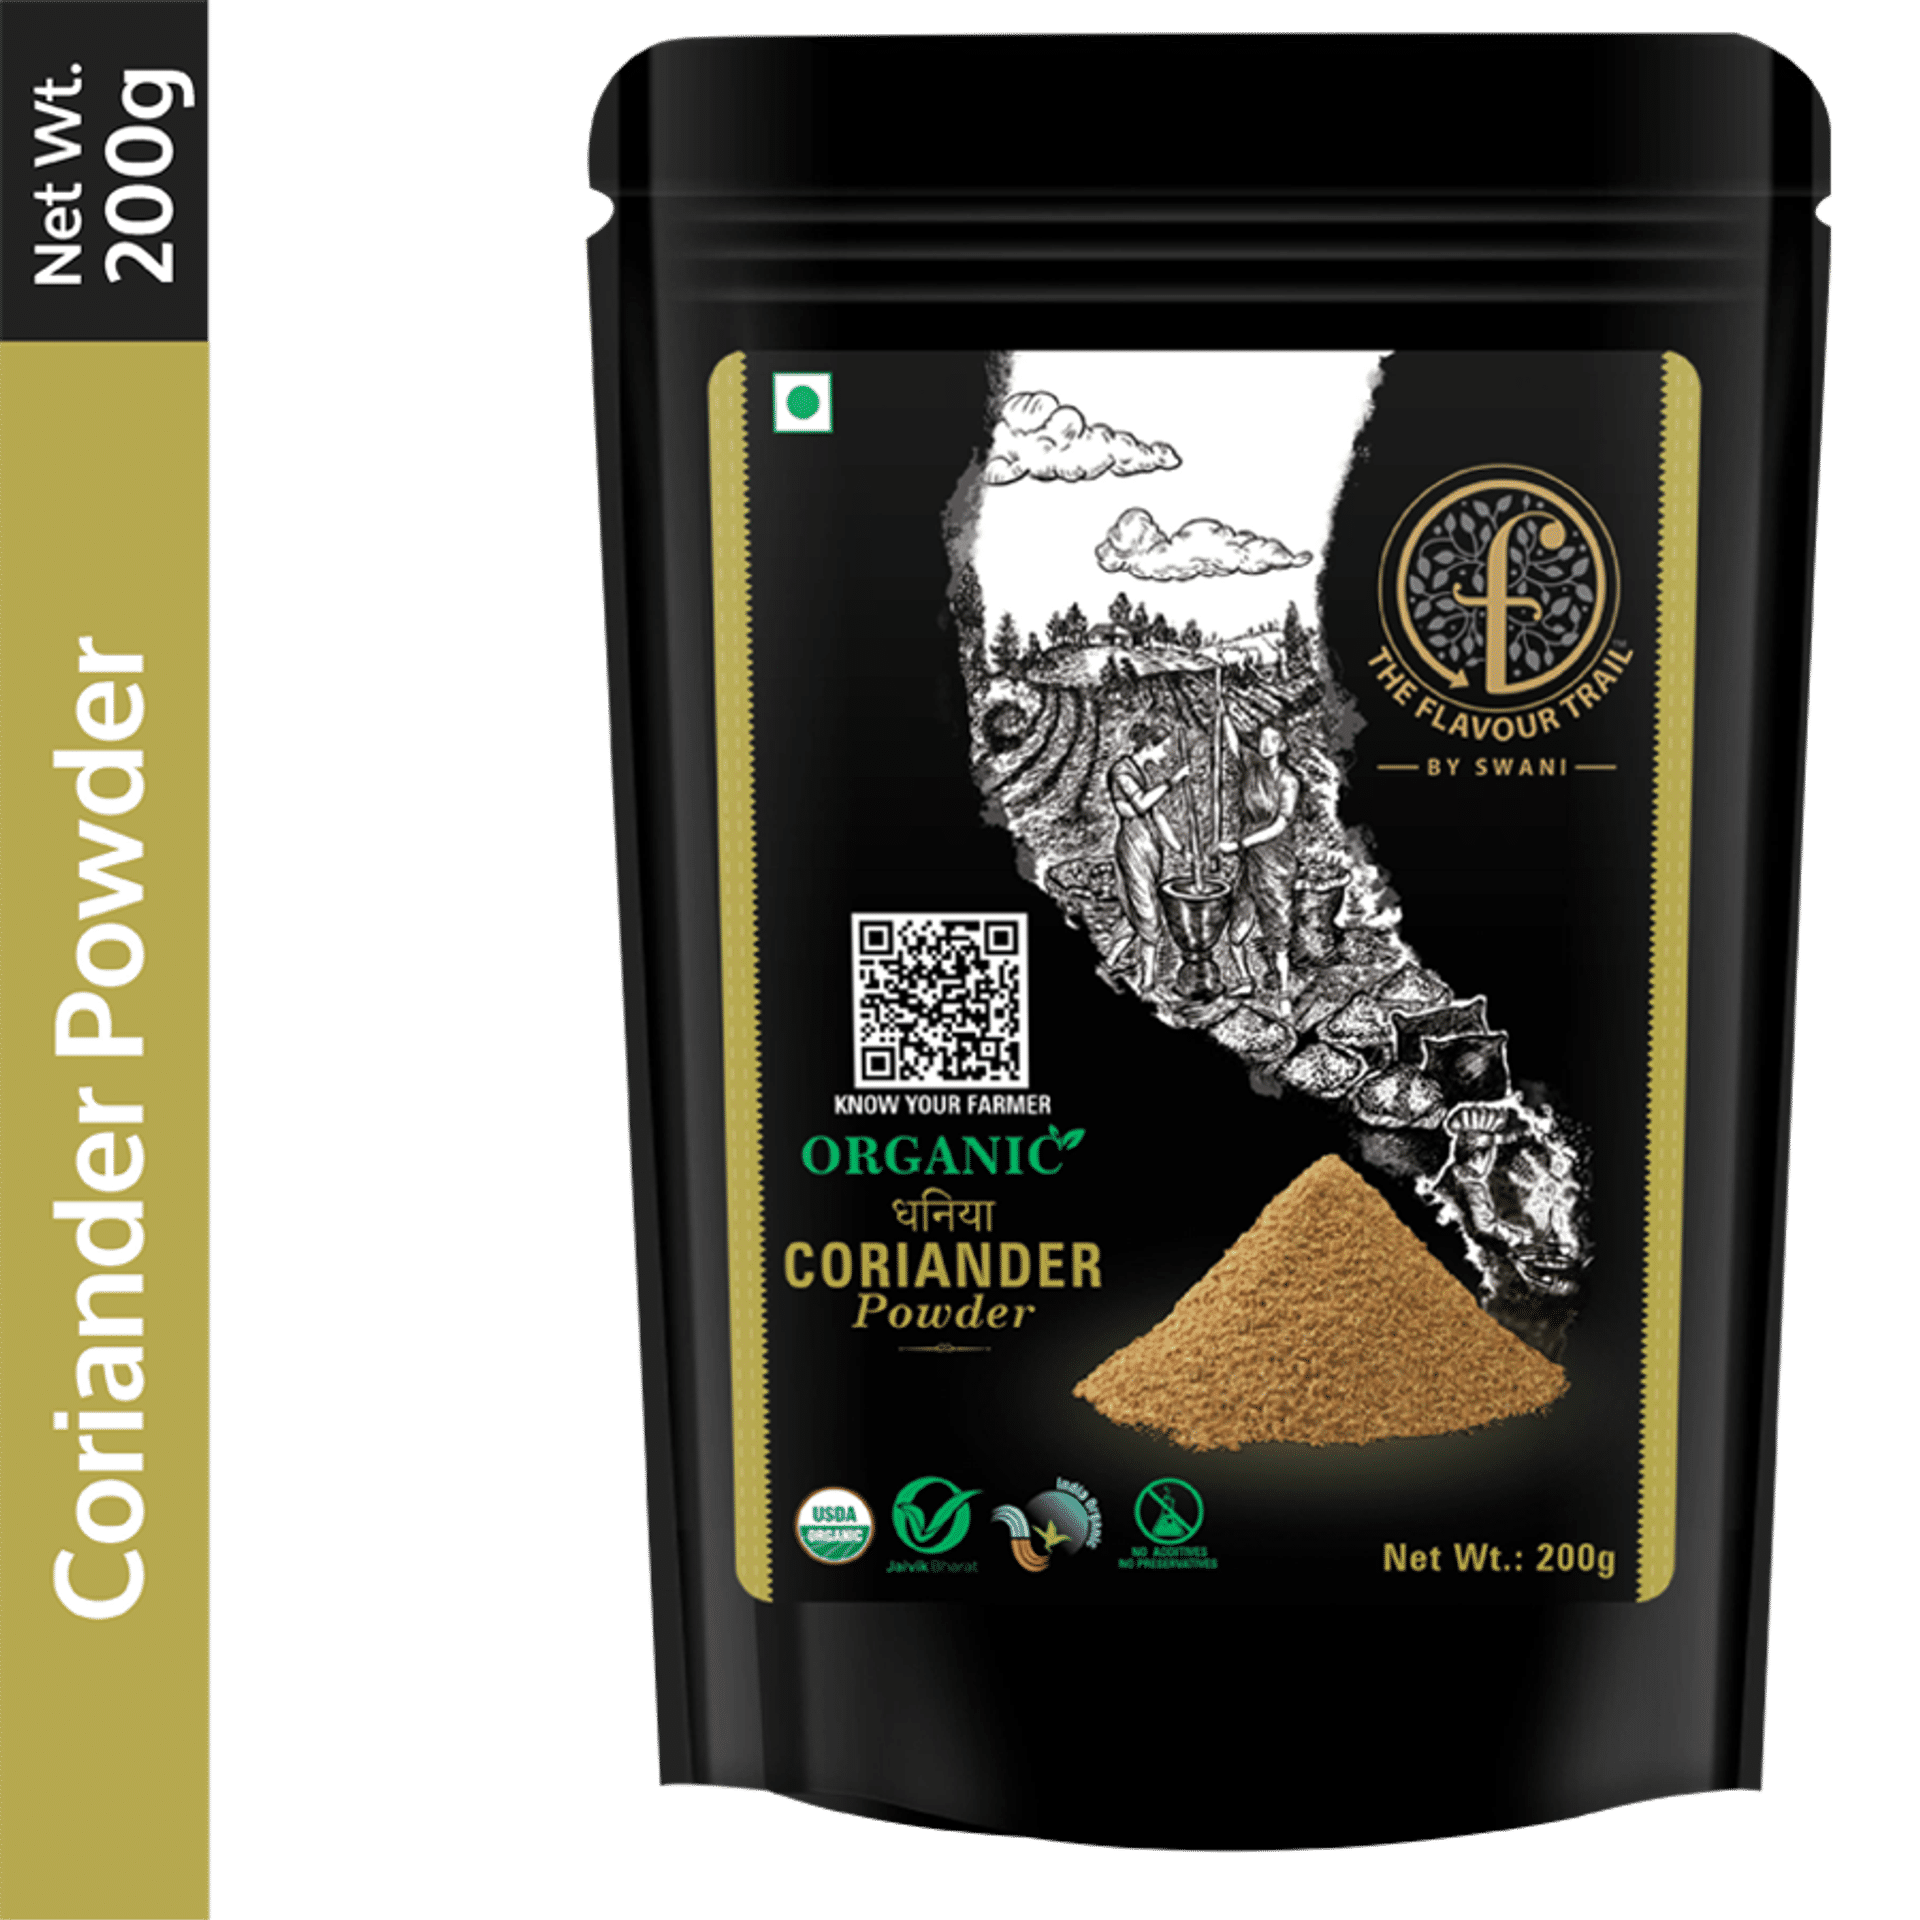 Net Wt.
200g
Coriander Powder
f
THE FLAVOUR TRAIL™
BY SWANI
KNOW YOUR FARMER
ORGANIC
धनिया
CORIANDER
Powder
USDA
ORGANIC
Jaivik Bharat
India Organic
NO ADDITIVES
NO PRESERVATIVES
Net Wt.: 200g